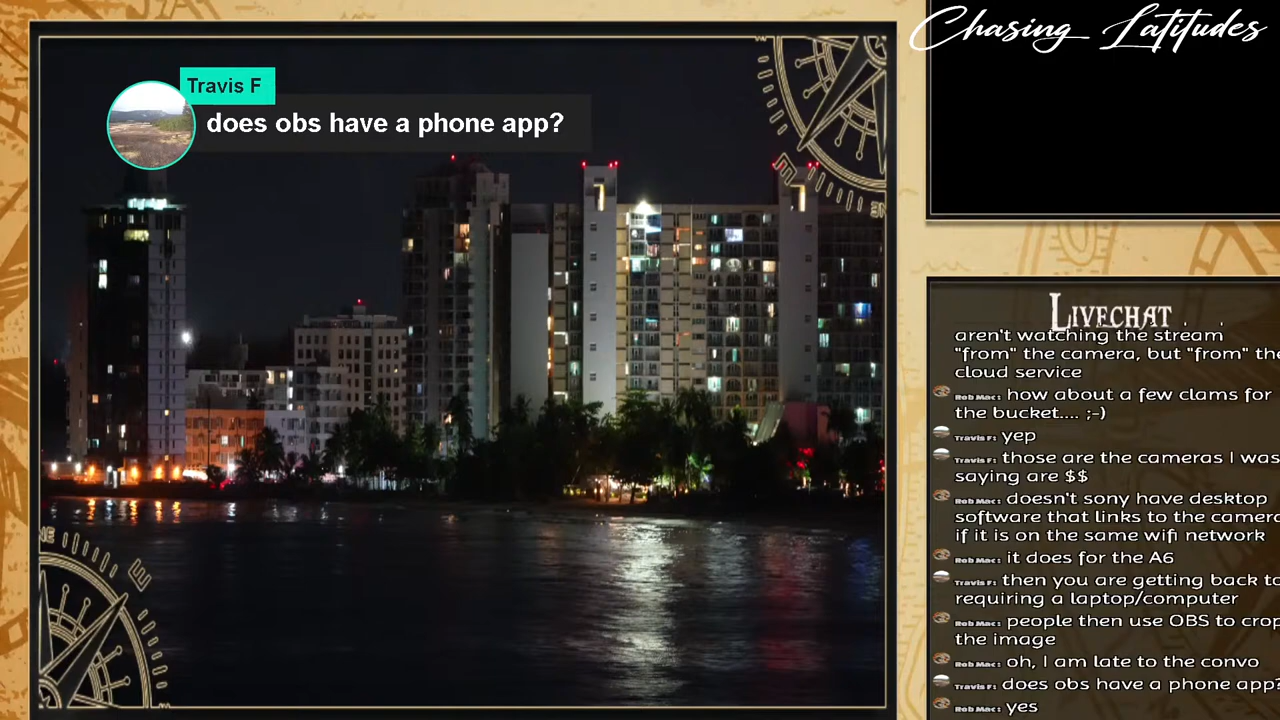 Chasing Latitudes
Travis F
does obs have a phone app?
LIVECHAT
aren't watching the stream
"from" the camera, but "from" the
cloud service
Rob Mac: how about a few clams for
the bucket.... ;-)
Travis F: yep
Travis F: those are the cameras I was
saying are $$
Rob Mac: doesn't sony have desktop
software that links to the camera
if it is on the same wifi network
Rob Mac: it does for the A6
Travis F: then you are getting back to
requiring a laptop/computer
Rob Mac: people then use OBS to crop
the image
Rob Mac: oh, I am late to the convo
Travis F: does obs have a phone app?
Rob Mac: yes
E
NE
NE
E